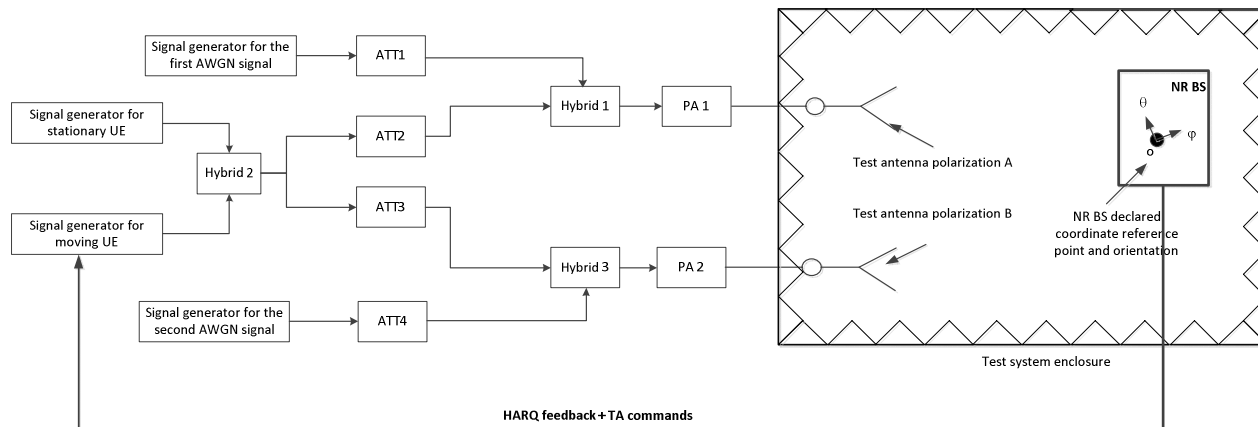 Signal generator for the
first AWGN signal
ATT1
Signal generator for
stationary UE
Hybrid 2
ATT2
Hybrid 1
PA 1
Signal generator for
moving UE
ATT3
Hybrid 3
PA 2
Signal generator for the
second AWGN signal
ATT4
Test antenna polarization A
Test antenna polarization B
NR BS
θ
φ
o
NR BS declared
coordinate reference
point and orientation
Test system enclosure
HARQ feedback+TA commands